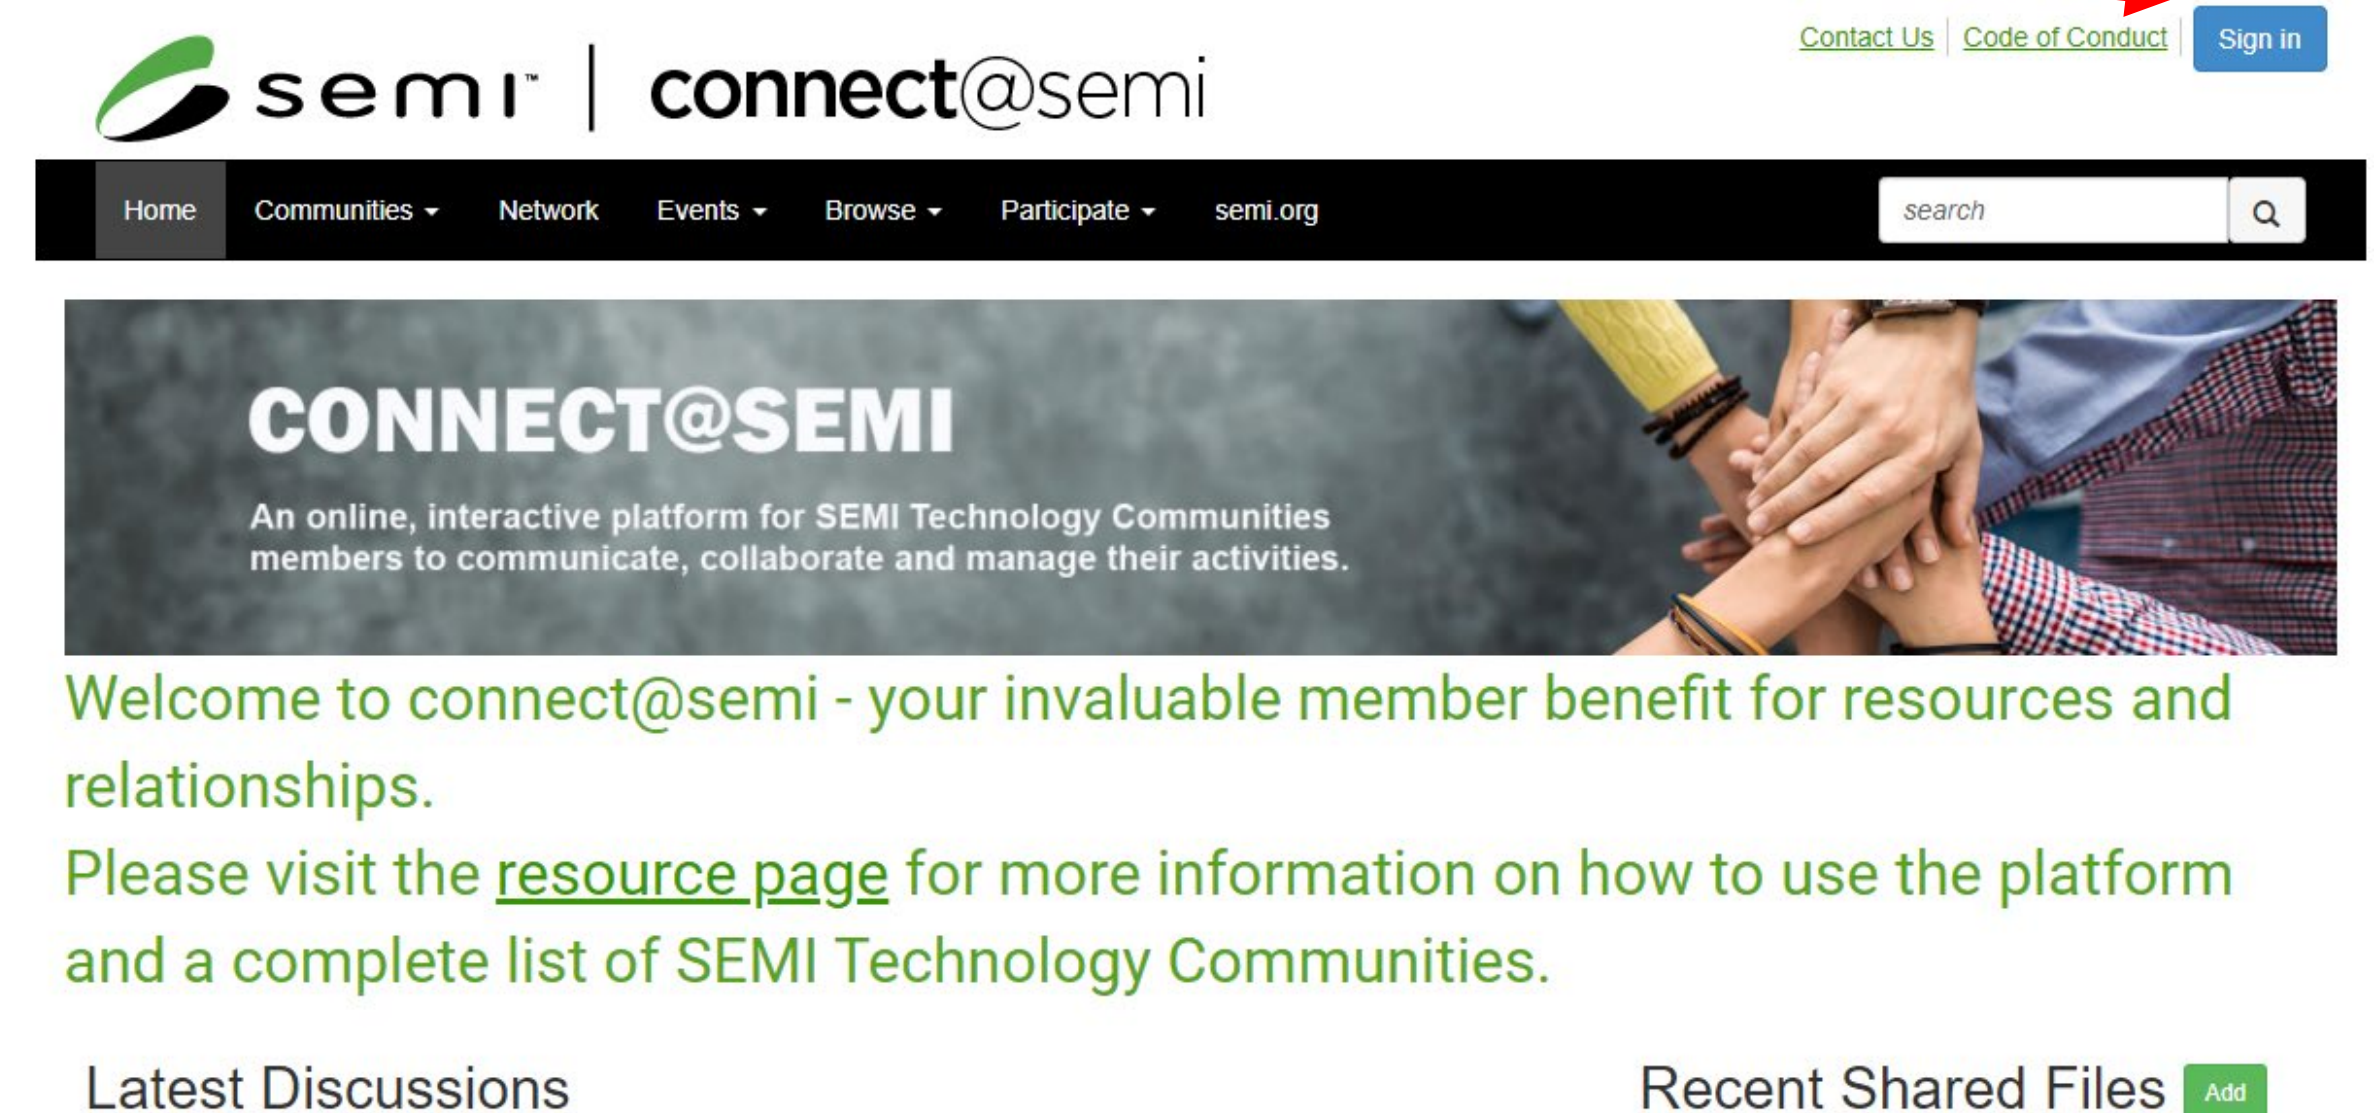 Contact Us Code of Conduct Sign in
semi™ | connect@semi
Home Communities Network Events Browse Participate semi.org search
CONNECT@SEMI
An online, interactive platform for SEMI Technology Communities
members to communicate, collaborate and manage their activities.
Welcome to connect@semi - your invaluable member benefit for resources and
relationships.
Please visit the resource page for more information on how to use the platform
and a complete list of SEMI Technology Communities.
Latest Discussions
Recent Shared Files Add